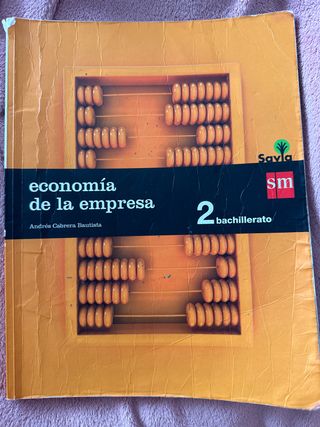 Savia
sm
economía
de la empresa
2 bachillerato
Andrés Cabrera Bautista